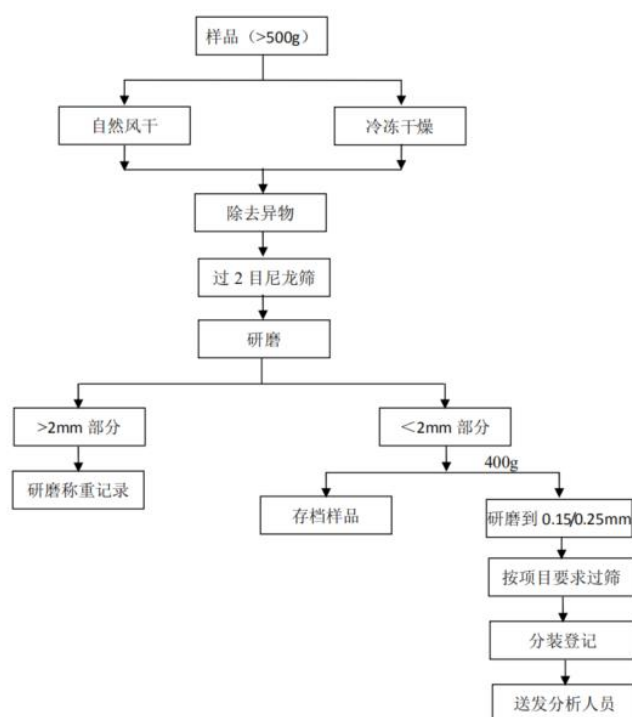 样品（>500g）
自然风干
冷冻干燥
除去异物
过 2 目尼龙筛
研磨
>2mm 部分
＜2mm 部分
400g
研磨称重记录
存档样品
研磨到 0.15/0.25mm
按项目要求过筛
分装登记
送发分析人员